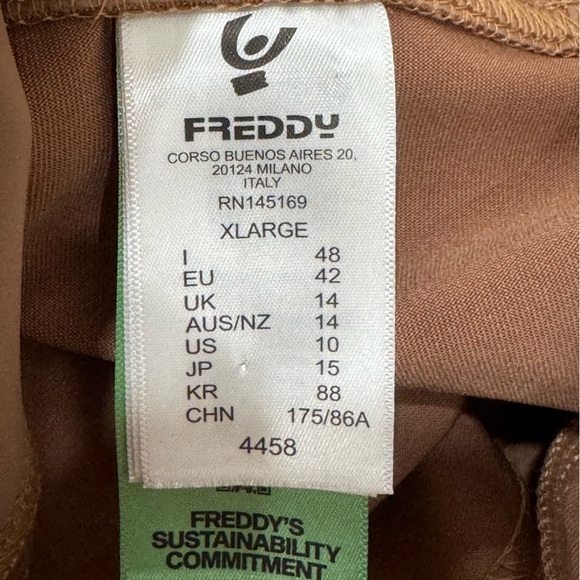 FREDDY
CORSO BUENOS AIRES 20,
20124 MILANO
ITALY
RN145169
XLARGE
I 48
EU 42
UK 14
AUS/NZ 14
US 10
JP 15
KR 88
CHN 175/86A
4458
FREDDY'S
SUSTAINABILITY
COMMITMENT